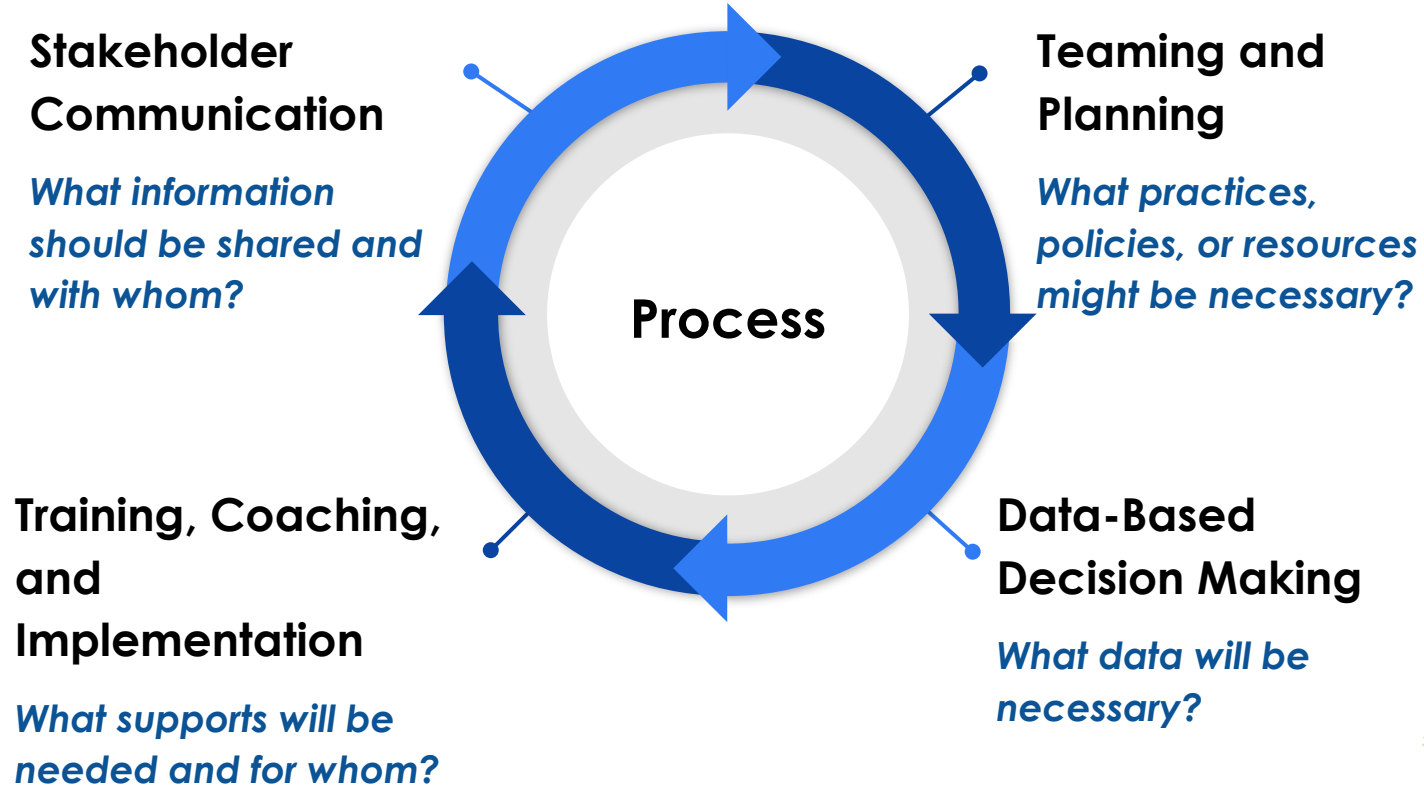 Stakeholder
Communication
What information
should be shared and
with whom?
Teaming and
Planning
What practices,
policies, or resources
might be necessary?
Process
Training, Coaching,
and
Implementation
What supports will be
needed and for whom?
Data-Based
Decision Making
What data will be
necessary?